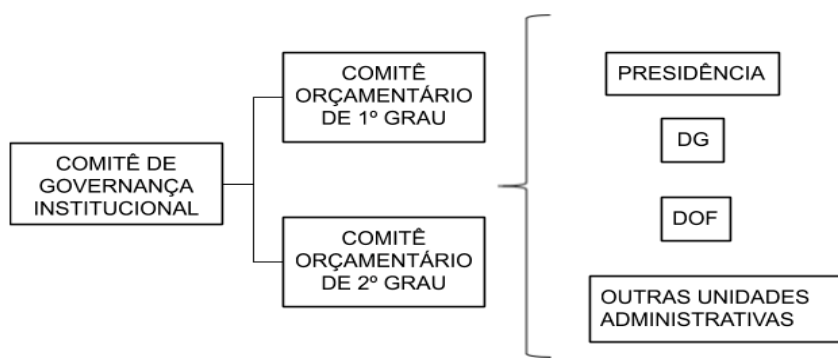 COMITÊ DE
GOVERNANÇA
INSTITUCIONAL
COMITÊ
ORÇAMENTÁRIO
DE 1º GRAU
COMITÊ
ORÇAMENTÁRIO
DE 2º GRAU
PRESIDÊNCIA
DG
DOF
OUTRAS UNIDADES
ADMINISTRATIVAS